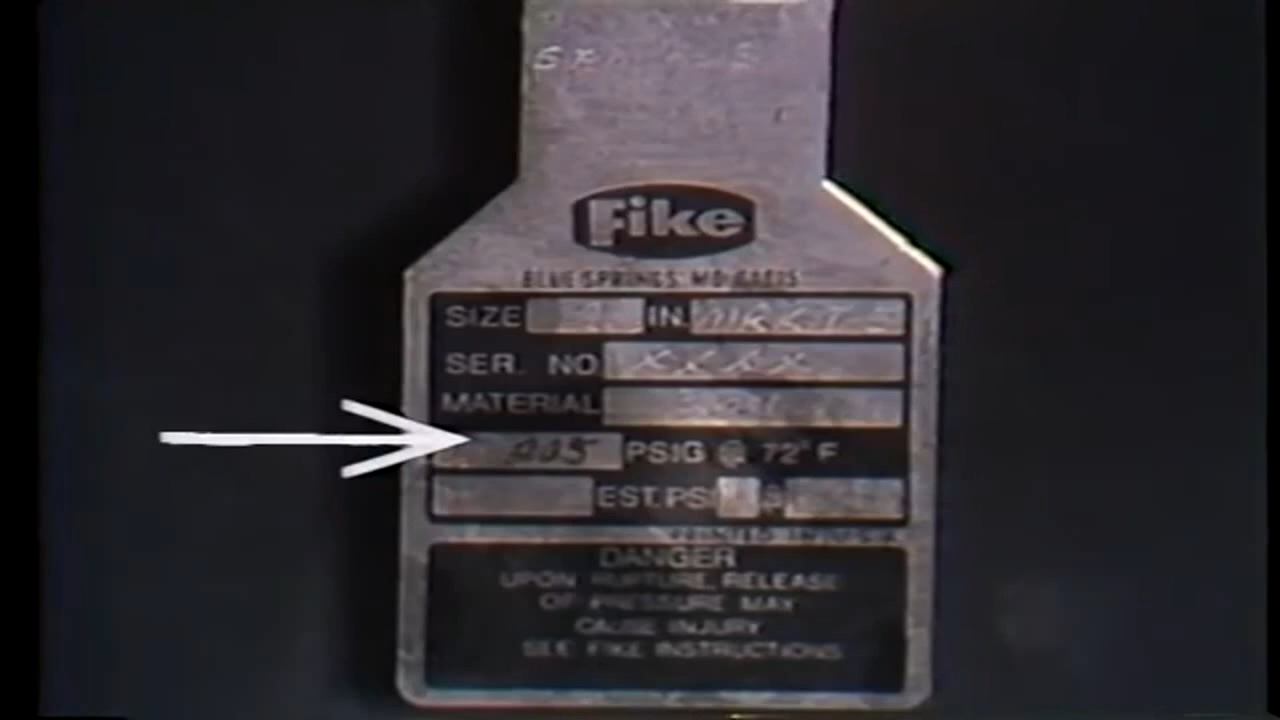 Fike
BLUE SPRINGS, MO
SIZE IN.
SER. NO XXXX
MATERIAL
PSIG @ 72° F
EST. PSI @
DANGER
UPON RUPTURE, RELEASE
OF PRESSURE MAY
CAUSE INJURY
SEE FIKE INSTRUCTIONS